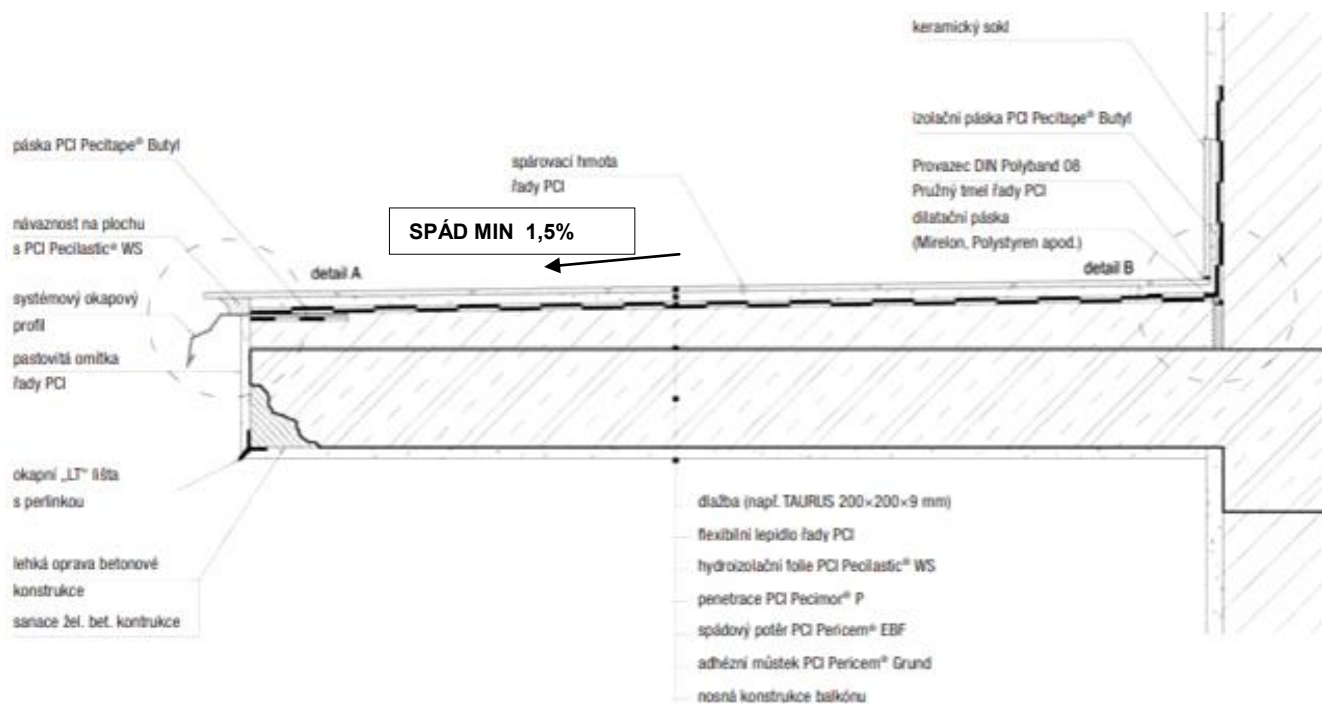 keramický sokl
izolační páska PCI Pecitape® Butyl
páska PCI Pecitape® Butyl
spárovací hmota
řady PCI
Provazec DIN Polyband 08
Pružný tmel řady PCI
dilatační páska
(Mirelon, Polystyren apod.)
návaznost na plochu
s PCI Pecilastic® WS
SPÁD MIN 1,5%
detail A
detail B
systémový okapový
profil
pastovitá omítka
řady PCI
okapní „LT" lišta
s perlinkou
lehká oprava betonové
konstrukce
sanace žel. bet. kontrukce
dlažba (např. TAURUS 200×200×9 mm)
flexibilní lepidlo řady PCI
hydroizolační folie PCI Pecilastic® WS
penetrace PCI Pecimor® P
spádový potěr PCI Pericem® EBF
adhézní můstek PCI Pericem® Grund
nosná konstrukce balkónu